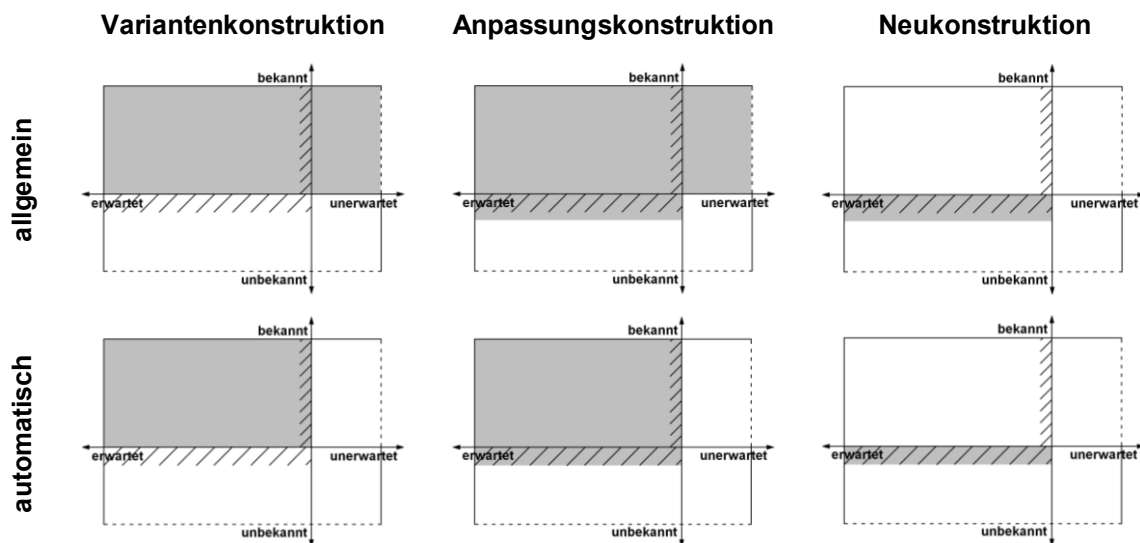 Variantenkonstruktion Anpassungskonstruktion Neukonstruktion
allgemein
bekannt bekannt bekannt
erwartet unerwartet erwartet unerwartet erwartet unerwartet
unbekannt unbekannt unbekannt
automatisch
bekannt bekannt bekannt
erwartet unerwartet erwartet unerwartet erwartet unerwartet
unbekannt unbekannt unbekannt